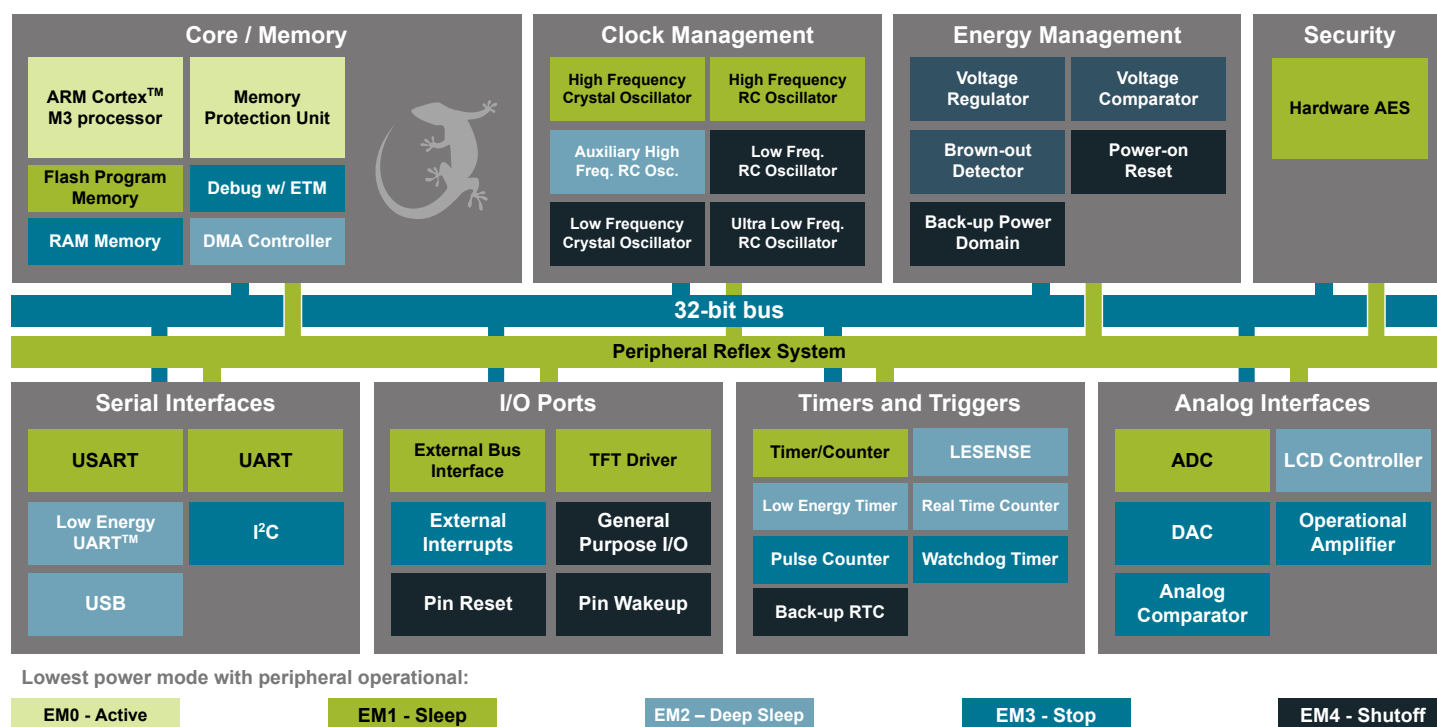 Core / Memory
ARM Cortex™
M3 processor
Memory
Protection Unit
Flash Program
Memory
Debug w/ ETM
RAM Memory
DMA Controller
Clock Management
High Frequency
Crystal Oscillator
High Frequency
RC Oscillator
Auxiliary High
Freq. RC Osc.
Low Freq.
RC Oscillator
Low Frequency
Crystal Oscillator
Ultra Low Freq.
RC Oscillator
Energy Management
Voltage
Regulator
Voltage
Comparator
Brown-out
Detector
Power-on
Reset
Back-up Power
Domain
Security
Hardware AES
32-bit bus
Peripheral Reflex System
Serial Interfaces
USART
UART
Low Energy
UART™
I²C
USB
I/O Ports
External Bus
Interface
TFT Driver
External
Interrupts
General
Purpose I/O
Pin Reset
Pin Wakeup
Timers and Triggers
Timer/Counter
LESENSE
Low Energy Timer
Real Time Counter
Pulse Counter
Watchdog Timer
Back-up RTC
Analog Interfaces
ADC
LCD Controller
DAC
Operational
Amplifier
Analog
Comparator
Lowest power mode with peripheral operational:
EM0 - Active
EM1 - Sleep
EM2 – Deep Sleep
EM3 - Stop
EM4 - Shutoff